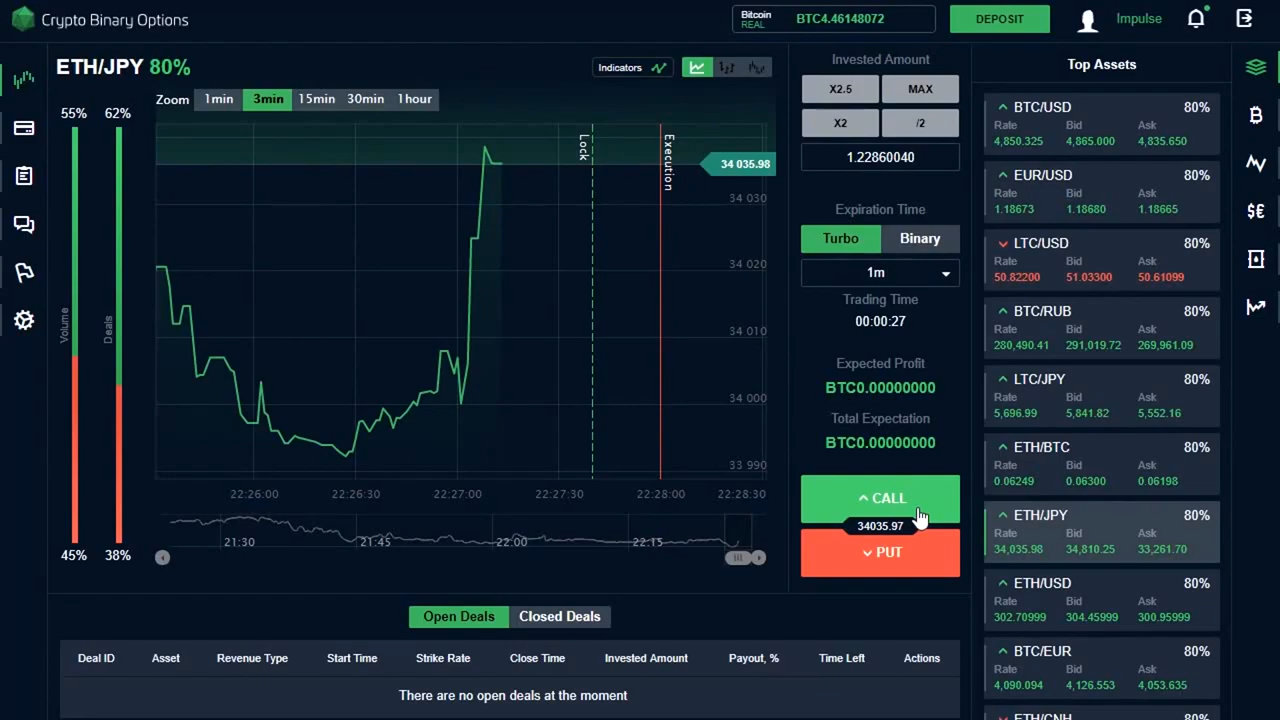 Crypto Binary Options
Bitcoin
REAL
BTC4.46148072
DEPOSIT
Impulse
ETH/JPY 80%
Indicators
Zoom 1min 3min 15min 30min 1hour
55% 62%
Volume
Deals
45% 38%
Lock
Execution
34 035.98
34 030
34 020
34 010
34 000
33 990
22:26:00 22:26:30 22:27:00 22:27:30 22:28:00 22:28:30
21:30 21:45 22:00 22:15
Invested Amount
X2.5 MAX
X2 /2
1.22860040
Expiration Time
Turbo Binary
1m
Trading Time
00:00:27
Expected Profit
BTC0.00000000
Total Expectation
BTC0.00000000
CALL
34035.97
PUT
Open Deals Closed Deals
Deal ID Asset Revenue Type Start Time Strike Rate Close Time Invested Amount Payout, % Time Left Actions
There are no open deals at the moment
Top Assets
BTC/USD 80%
Rate Bid Ask
4,850.325 4,865.000 4,835.650
EUR/USD 80%
Rate Bid Ask
1.18673 1.18680 1.18665
LTC/USD 80%
Rate Bid Ask
50.82200 51.03300 50.61099
BTC/RUB 80%
Rate Bid Ask
280,490.41 291,019.72 269,961.09
LTC/JPY 80%
Rate Bid Ask
5,696.99 5,841.82 5,552.16
ETH/BTC 80%
Rate Bid Ask
0.06249 0.06300 0.06198
ETH/JPY 80%
Rate Bid Ask
34,035.98 34,810.25 33,261.70
ETH/USD 80%
Rate Bid Ask
302.70999 304.45999 300.95999
BTC/EUR 80%
Rate Bid Ask
4,090.094 4,126.553 4,053.635
ETH/CNH 80%